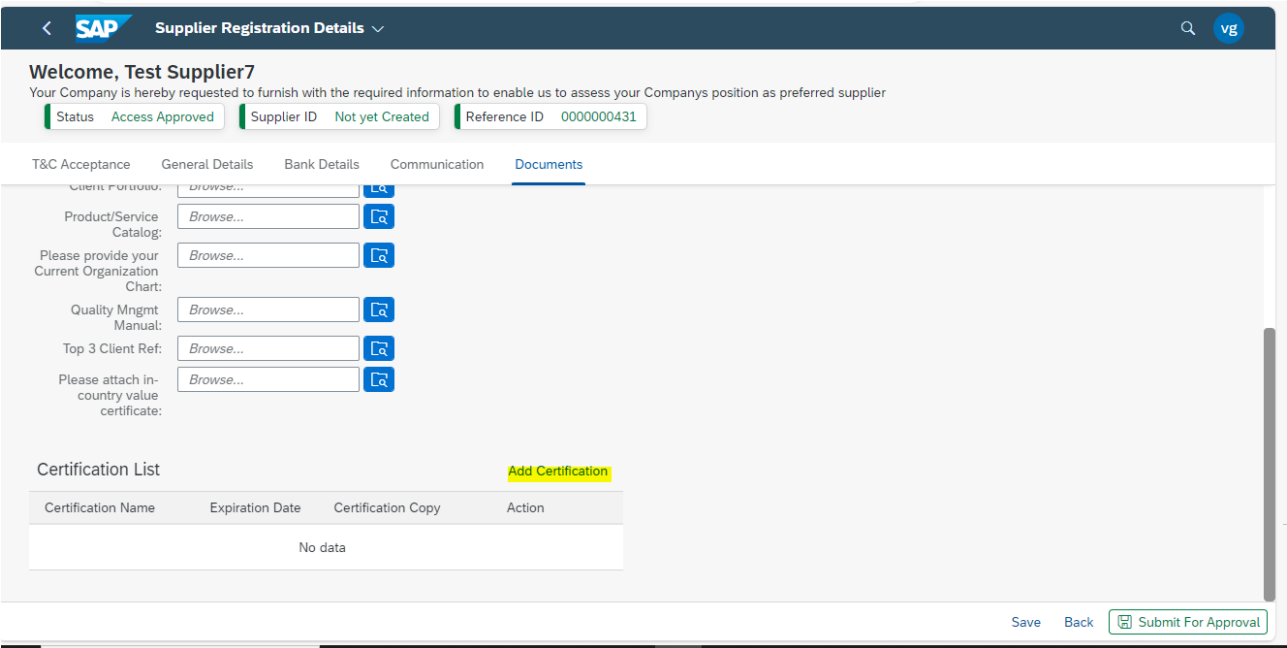 SAP Supplier Registration Details
vg
Welcome, Test Supplier7
Your Company is hereby requested to furnish with the required information to enable us to assess your Companys position as preferred supplier
Status Access Approved Supplier ID Not yet Created Reference ID 0000000431
T&C Acceptance General Details Bank Details Communication Documents
Client Portfolio: Browse...
Product/Service Browse...
Catalog:
Please provide your Browse...
Current Organization
Chart:
Quality Mngmt Browse...
Manual:
Top 3 Client Ref: Browse...
Please attach in- Browse...
country value
certificate:
Certification List Add Certification
Certification Name Expiration Date Certification Copy Action
No data
Save Back Submit For Approval